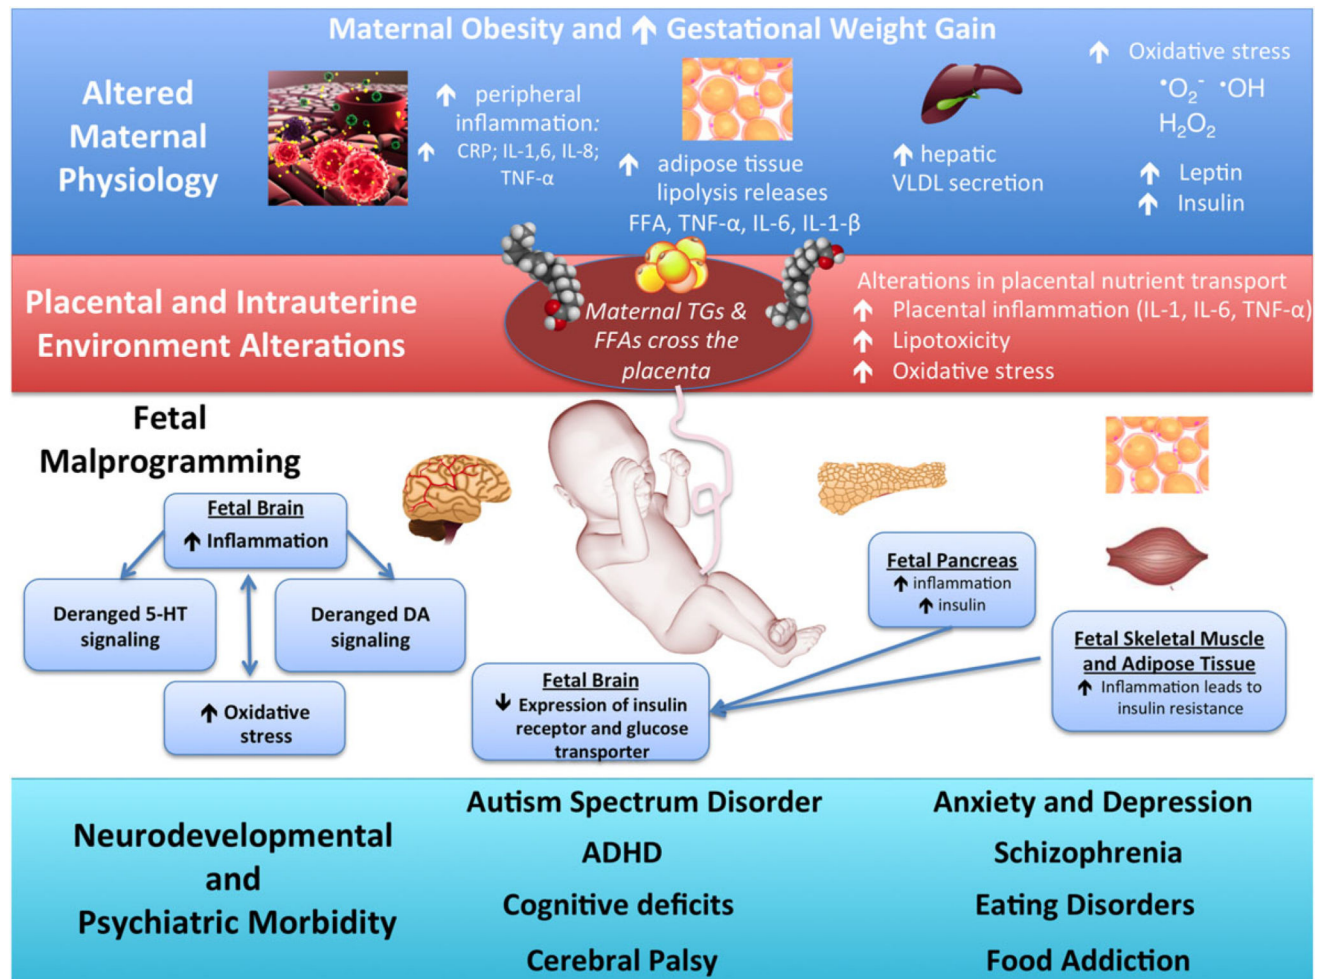 Maternal Obesity and ↑ Gestational Weight Gain
Altered
Maternal
Physiology
↑ peripheral
inflammation:
↑ CRP; IL-1,6, IL-8;
TNF-α
↑ adipose tissue
lipolysis releases
FFA, TNF-α, IL-6, IL-1-β
↑ hepatic
VLDL secretion
↑ Oxidative stress
•O₂⁻ •OH
H₂O₂
↑ Leptin
↑ Insulin
Placental and Intrauterine
Environment Alterations
Maternal TGs &
FFAs cross the
placenta
Alterations in placental nutrient transport
↑ Placental inflammation (IL-1, IL-6, TNF-α)
↑ Lipotoxicity
↑ Oxidative stress
Fetal
Malprogramming
Fetal Brain
↑ Inflammation
Deranged 5-HT
signaling
Deranged DA
signaling
↑ Oxidative
stress
Fetal Brain
↓ Expression of insulin
receptor and glucose
transporter
Fetal Pancreas
↑ inflammation
↑ insulin
Fetal Skeletal Muscle
and Adipose Tissue
↑ Inflammation leads to
insulin resistance
Neurodevelopmental
and
Psychiatric Morbidity
Autism Spectrum Disorder
ADHD
Cognitive deficits
Cerebral Palsy
Anxiety and Depression
Schizophrenia
Eating Disorders
Food Addiction